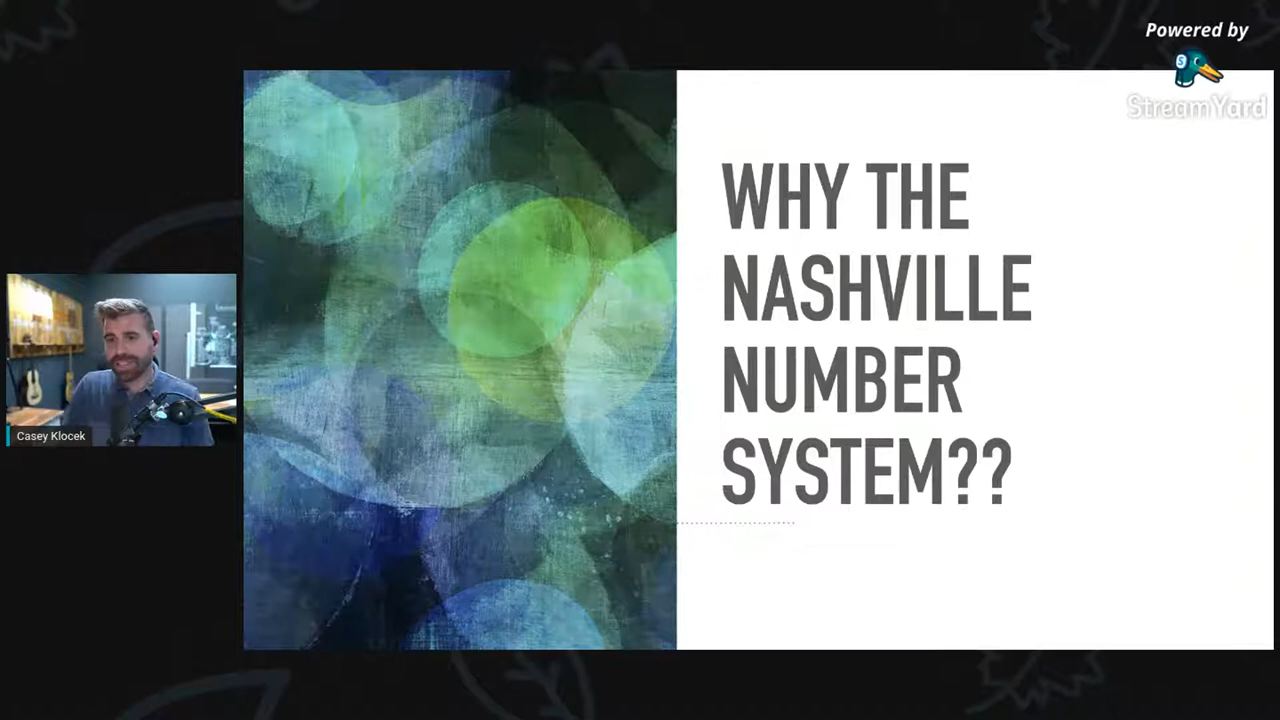 Powered by
StreamYard
WHY THE
NASHVILLE
NUMBER
SYSTEM??
Casey Klocek